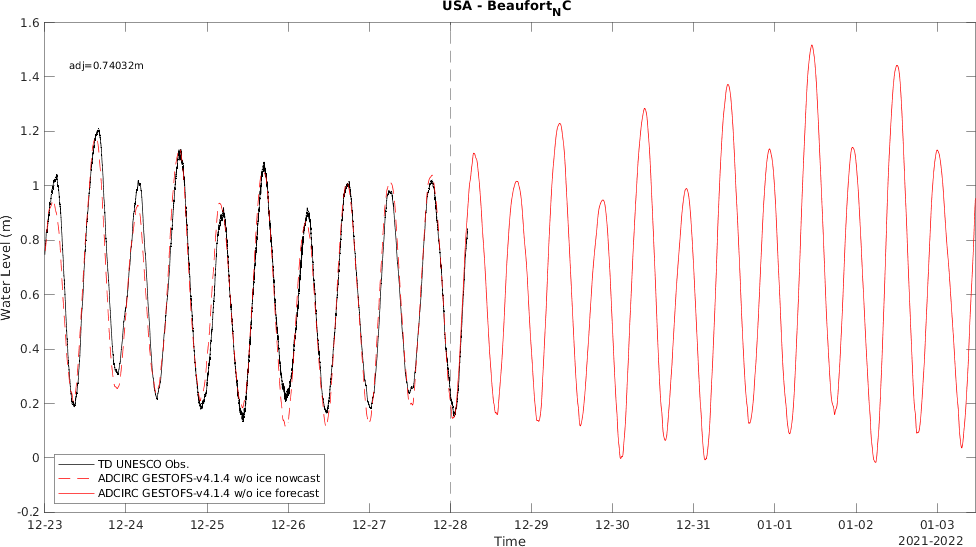 USA - Beaufort_NC
1.6
adj=0.74032m
1.4
1.2
1
0.8
0.6
0.4
0.2
0
-0.2
Water Level (m)
TD UNESCO Obs.
ADCIRC GESTOFS-v4.1.4 w/o ice nowcast
ADCIRC GESTOFS-v4.1.4 w/o ice forecast
12-23 12-24 12-25 12-26 12-27 12-28 12-29 12-30 12-31 01-01 01-02 01-03
Time
2021-2022